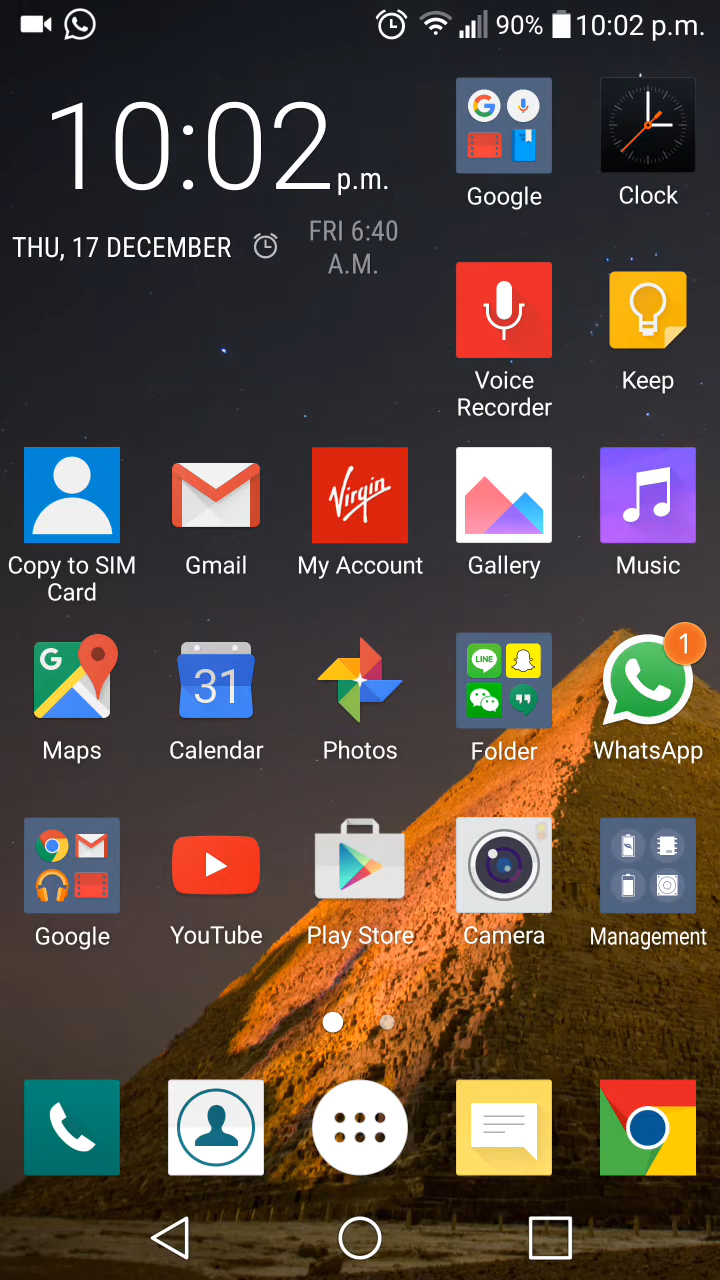 90% 10:02 p.m.
10:02 p.m.
THU, 17 DECEMBER
FRI 6:40
A.M.
G
Google
Clock
Voice
Recorder
Keep
Virgin
Copy to SIM
Card
Gmail
My Account
Gallery
Music
G
31
LINE
1
Maps
Calendar
Photos
Folder
WhatsApp
Google
YouTube
Play Store
Camera
Management